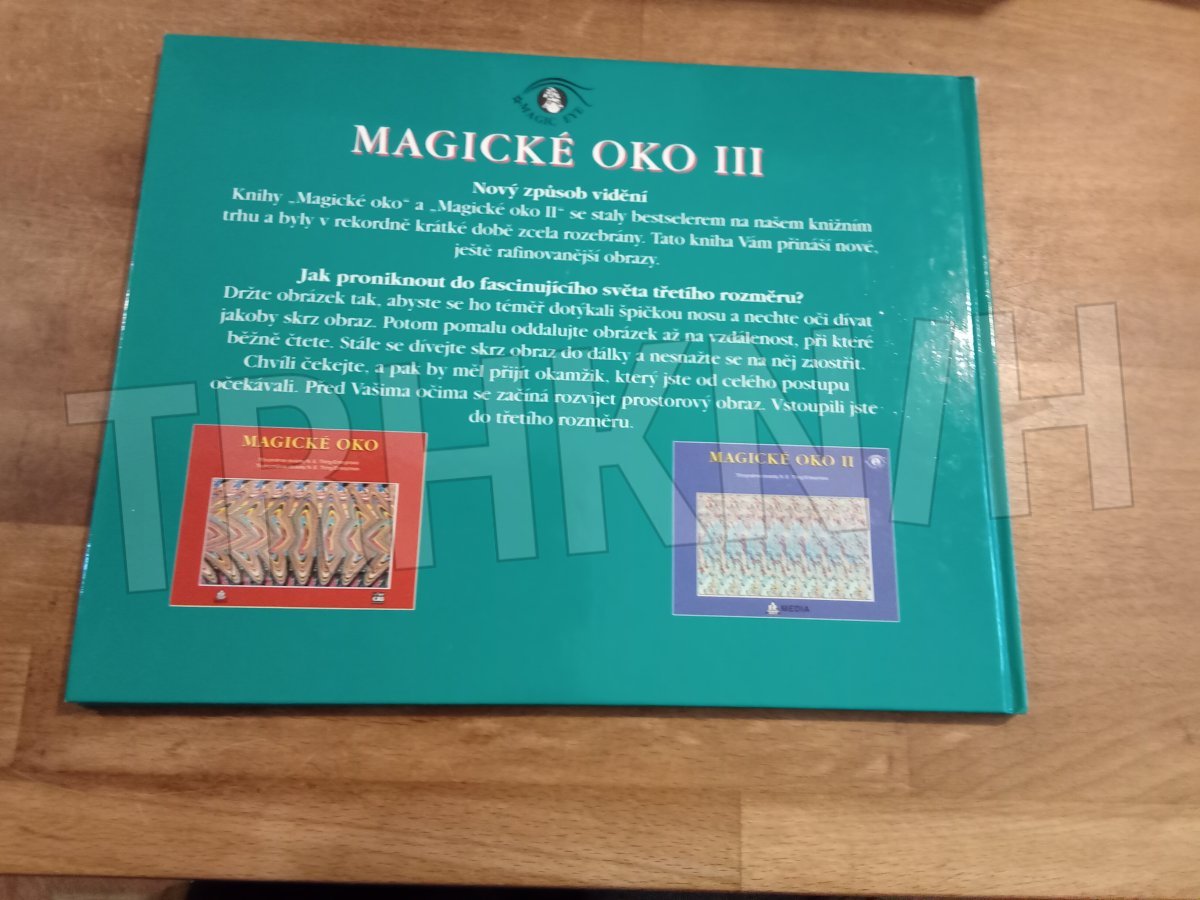 MAGIC EYE
MAGICKÉ OKO III
Nový způsob vidění
Knihy „Magické oko“ a „Magické oko II“ se staly bestselerem na našem knižním
trhu a byly v rekordně krátké době zcela rozebrány. Tato kniha Vám přináší nové,
ještě rafinovanější obrazy.
Jak proniknout do fascinujícího světa třetího rozměru?
Držte obrázek tak, abyste se ho téměř dotýkali špičkou nosu a nechte oči dívat
jakoby skrz obraz. Potom pomalu oddalujte obrázek až na vzdálenost, při které
běžně čtete. Stále se dívejte skrz obraz do dálky a nesnažte se na něj zaostřit.
Chvíli čekejte, a pak by měl přijít okamžik, který jste od celého postupu
očekávali. Před Vašima očima se začíná rozvíjet prostorový obraz. Vstoupili jste
do třetího rozměru.
MAGICKÉ OKO
MAGICKÉ OKO II
MEDIA
TRHKNIH